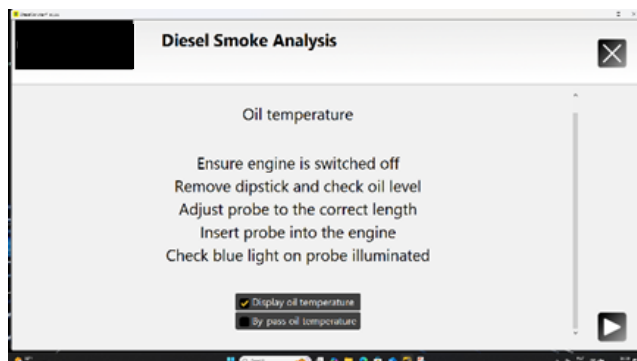 Diesel Smoke Analysis
Oil temperature
Ensure engine is switched off
Remove dipstick and check oil level
Adjust probe to the correct length
Insert probe into the engine
Check blue light on probe illuminated
Display oil temperature
By pass oil temperature